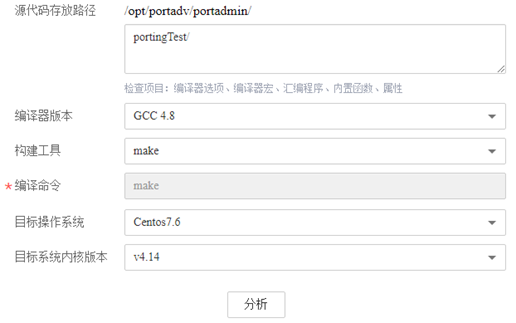 源代码存放路径 /opt/portadv/portadmin/
portingTest/
检查项目：编译器选项、编译器宏、汇编程序、内置函数、属性
编译器版本 GCC 4.8
构建工具 make
* 编译命令 make
目标操作系统 Centos7.6
目标系统内核版本 v4.14
分析